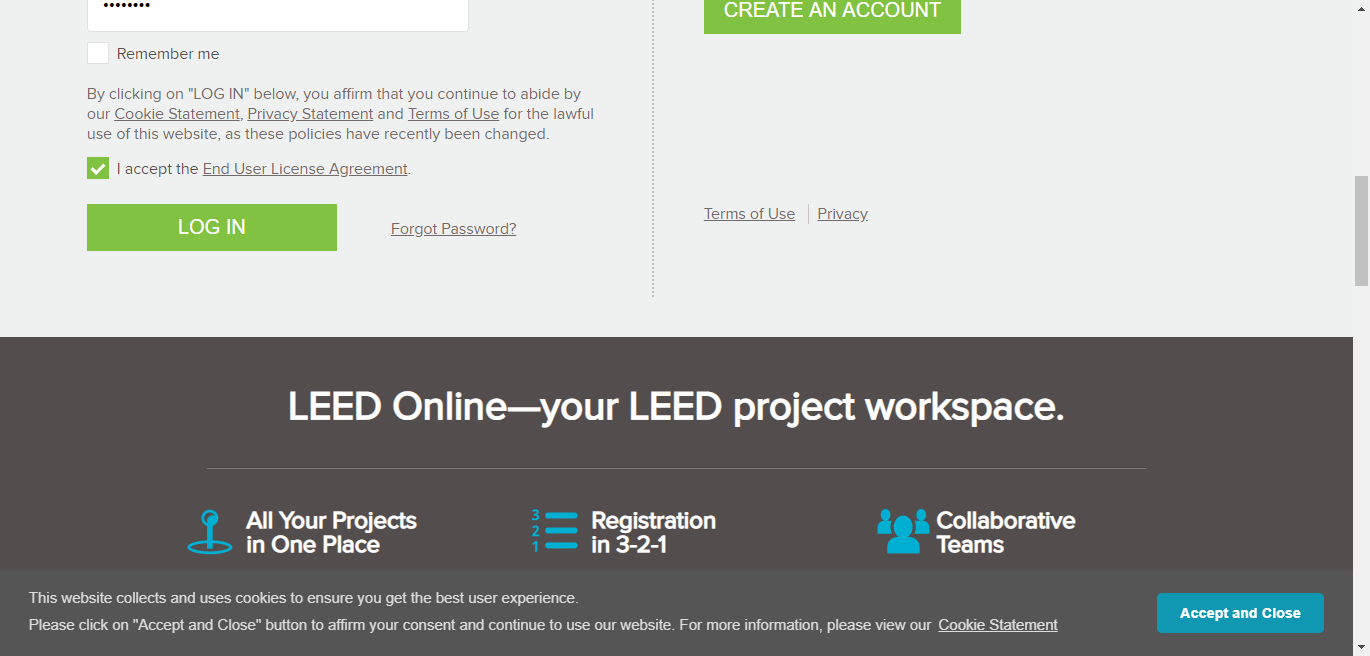 CREATE AN ACCOUNT
Remember me
By clicking on "LOG IN" below, you affirm that you continue to abide by
our Cookie Statement, Privacy Statement and Terms of Use for the lawful
use of this website, as these policies have recently been changed.
I accept the End User License Agreement.
LOG IN
Forgot Password?
Terms of Use
Privacy
LEED Online—your LEED project workspace.
All Your Projects
in One Place
3
2
1
Registration
in 3-2-1
Collaborative
Teams
This website collects and uses cookies to ensure you get the best user experience.
Please click on "Accept and Close" button to affirm your consent and continue to use our website. For more information, please view our Cookie Statement
Accept and Close